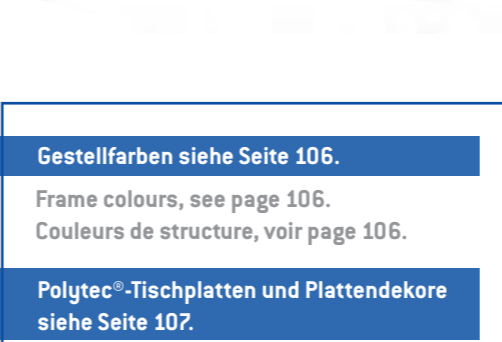 Gestellfarben siehe Seite 106.
Frame colours, see page 106.
Couleurs de structure, voir page 106.
Polytec®-Tischplatten und Plattendekore
siehe Seite 107.